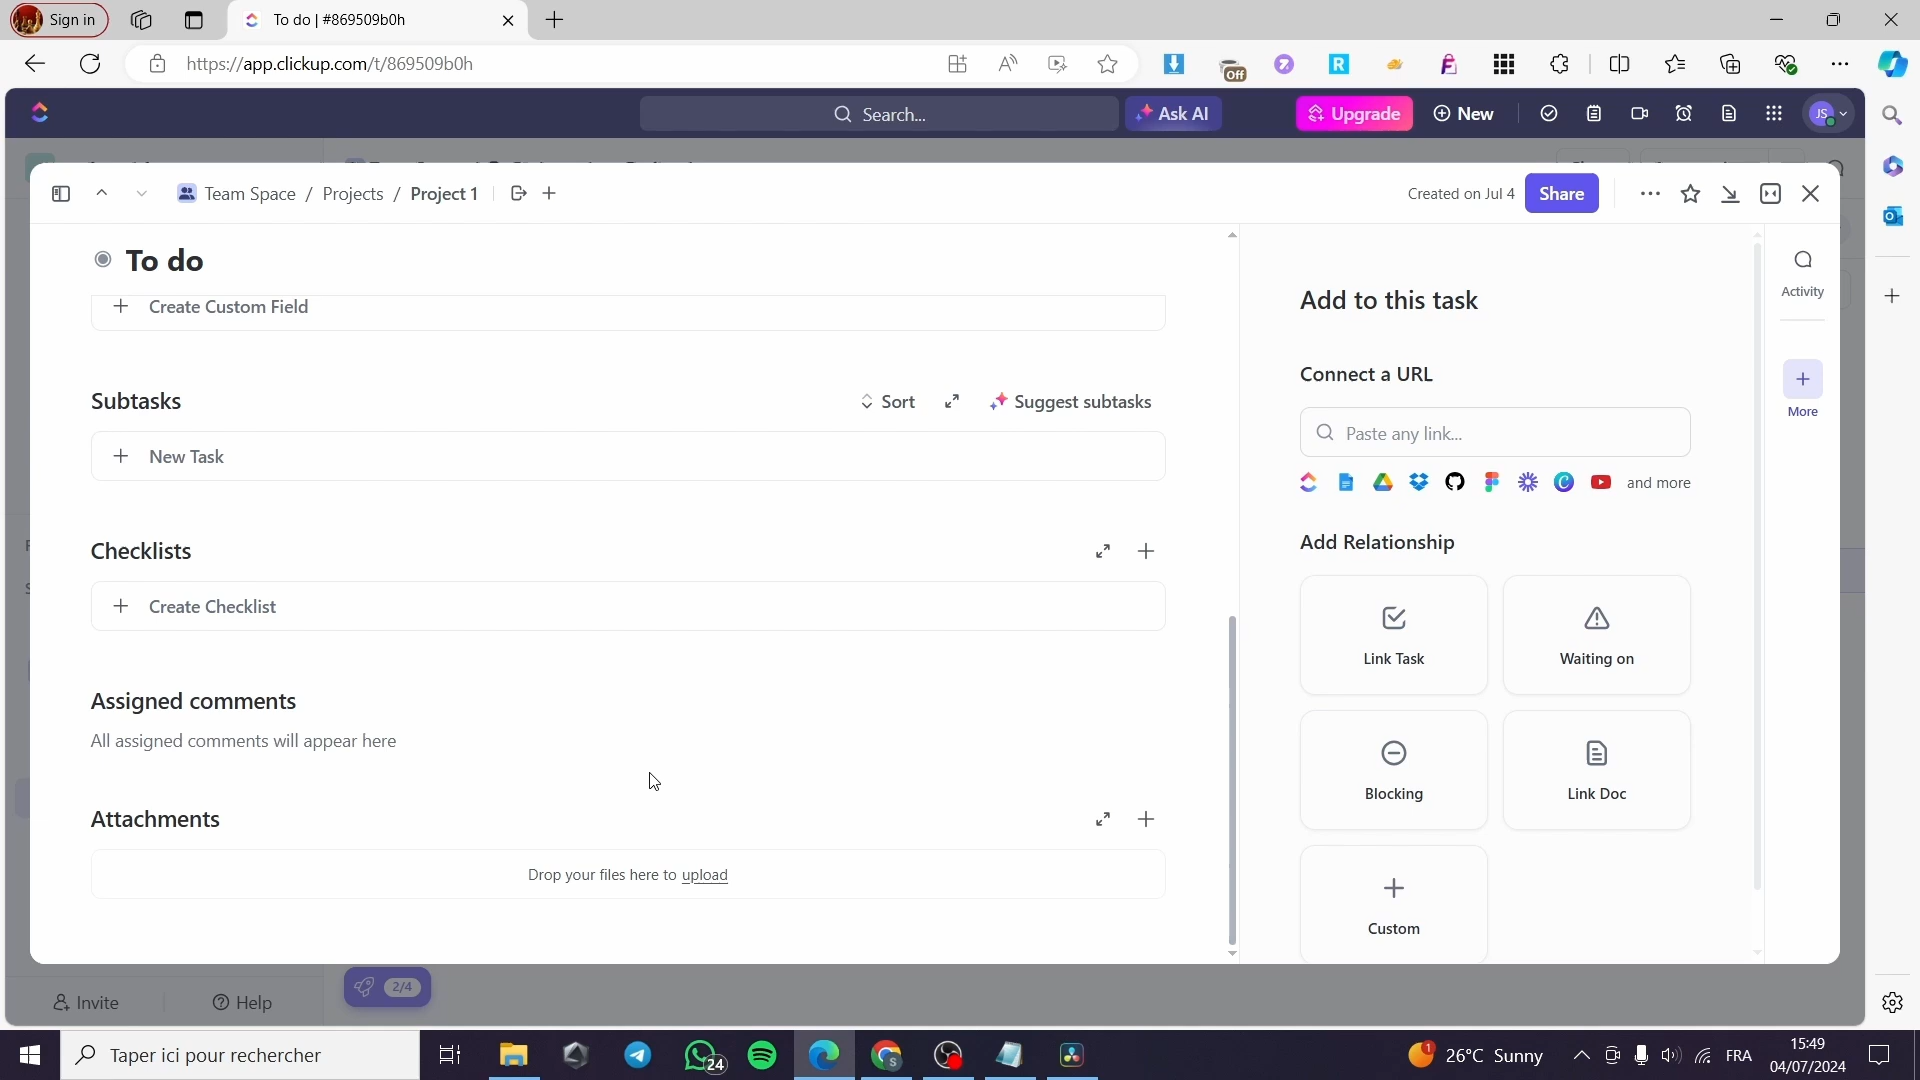 Sign in
To do | #869509b0h
https://app.clickup.com/t/869509b0h
Off
Search...
Ask AI
Upgrade
New
JS
Team Space / Projects / Project 1
Created on Jul 4
Share
To do
Create Custom Field
Subtasks
Sort
Suggest subtasks
New Task
Checklists
Create Checklist
Assigned comments
All assigned comments will appear here
Attachments
Drop your files here to upload
Add to this task
Connect a URL
Paste any link...
and more
Add Relationship
Link Task
Waiting on
Blocking
Link Doc
Custom
Activity
More
Invite
Help
2/4
Taper ici pour rechercher
24
1
26°C Sunny
FRA
15:49
04/07/2024